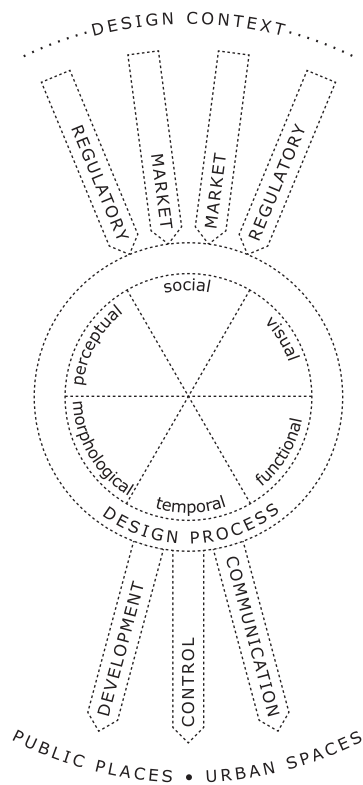 DESIGN CONTEXT
REGULATORY
MARKET
MARKET
REGULATORY
social
perceptual
visual
morphological
functional
temporal
DESIGN PROCESS
DEVELOPMENT
CONTROL
COMMUNICATION
PUBLIC PLACES • URBAN SPACES